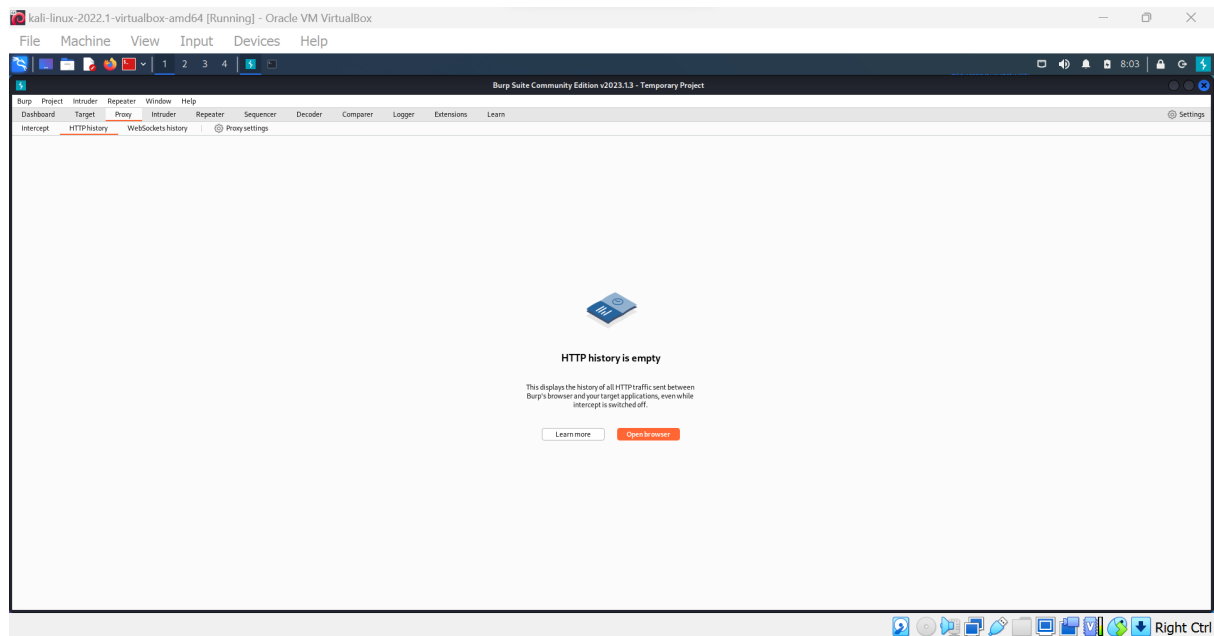 kali-linux-2022.1-virtualbox-amd64 [Running] - Oracle VM VirtualBox
File Machine View Input Devices Help
1 2 3 4 8:03
Burp Suite Community Edition v2023.1.3 - Temporary Project
Burp Project Intruder Repeater Window Help
Dashboard Target Proxy Intruder Repeater Sequencer Decoder Comparer Logger Extensions Learn Settings
Intercept HTTP history WebSockets history Proxy settings
HTTP history is empty
This displays the history of all HTTP traffic sent between
Burp's browser and your target applications, even while
intercept is switched off.
Learn more Open browser
Right Ctrl